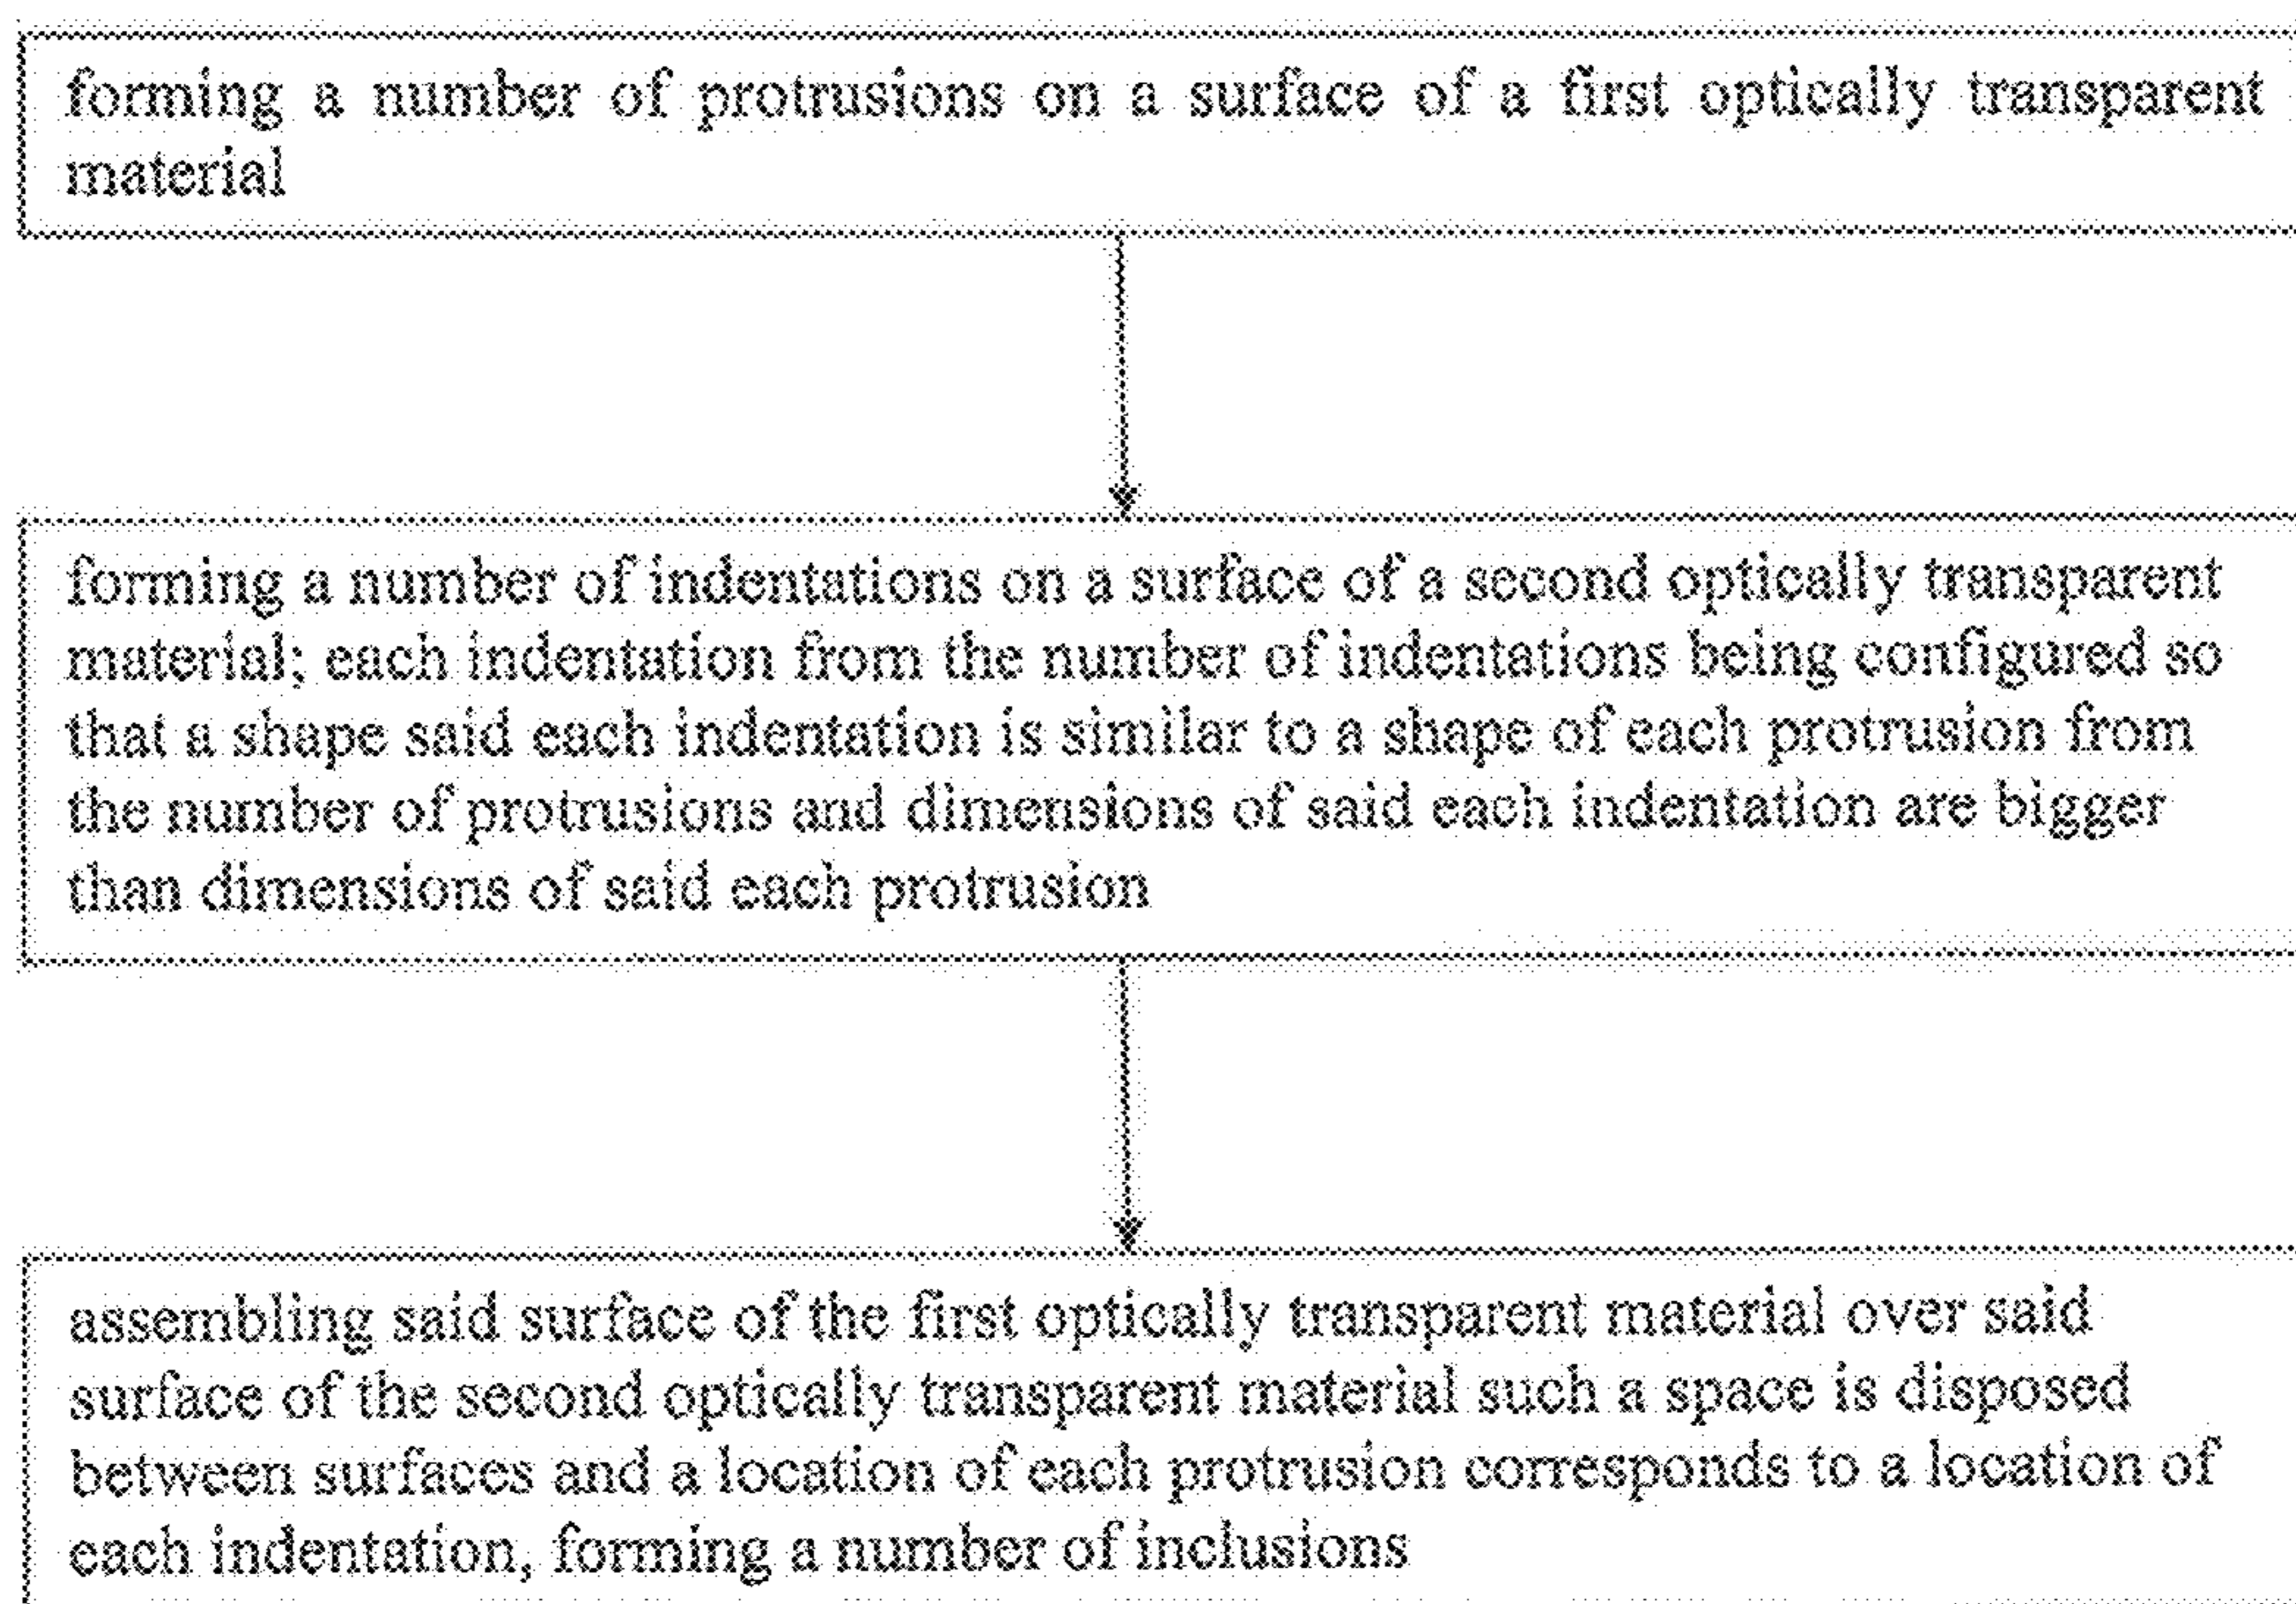 forming a number of protrusions on a surface of a first optically transparent
material
forming a number of indentations on a surface of a second optically transparent
material; each indentation from the number of indentations being configured so
that a shape said each indentation is similar to a shape of each protrusion from
the number of protrusions and dimensions of said each indentation are bigger
than dimensions of said each protrusion
assembling said surface of the first optically transparent material over said
surface of the second optically transparent material such a space is disposed
between surfaces and a location of each protrusion corresponds to a location of
each indentation, forming a number of inclusions